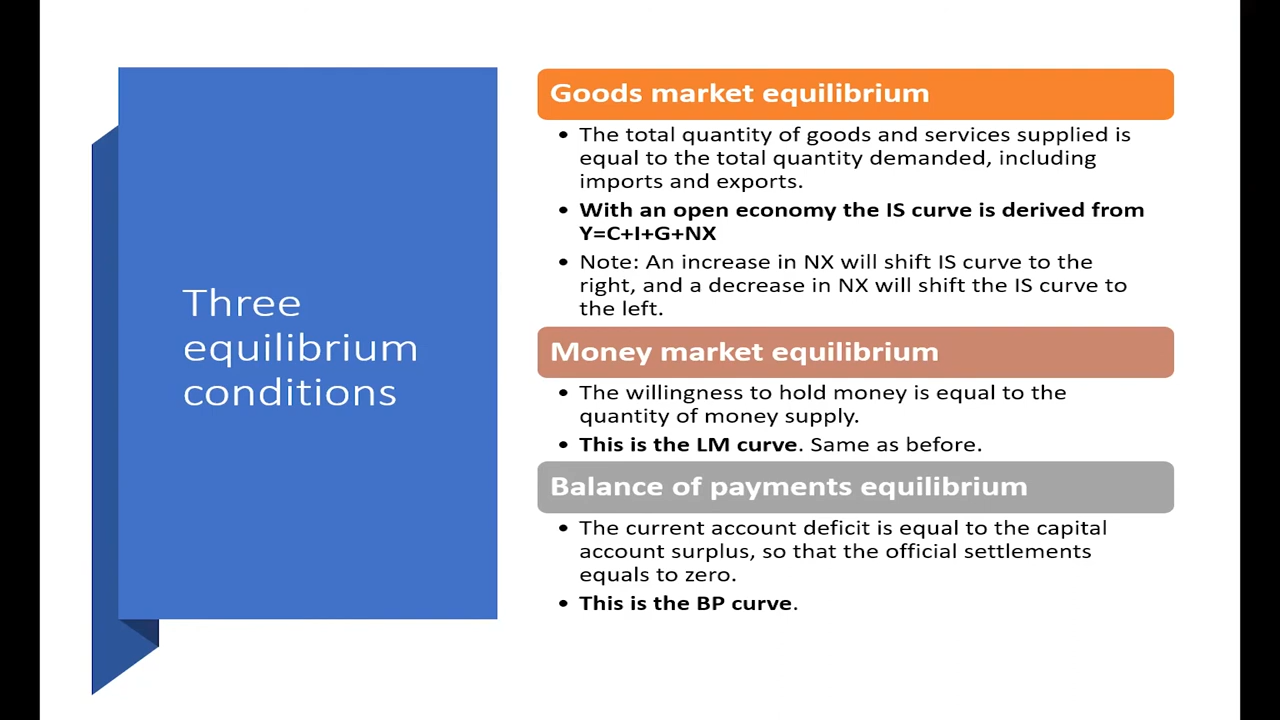 Three
equilibrium
conditions
Goods market equilibrium
• The total quantity of goods and services supplied is
equal to the total quantity demanded, including
imports and exports.
• With an open economy the IS curve is derived from
Y=C+I+G+NX
• Note: An increase in NX will shift IS curve to the
right, and a decrease in NX will shift the IS curve to
the left.
Money market equilibrium
• The willingness to hold money is equal to the
quantity of money supply.
• This is the LM curve. Same as before.
Balance of payments equilibrium
• The current account deficit is equal to the capital
account surplus, so that the official settlements
equals to zero.
• This is the BP curve.